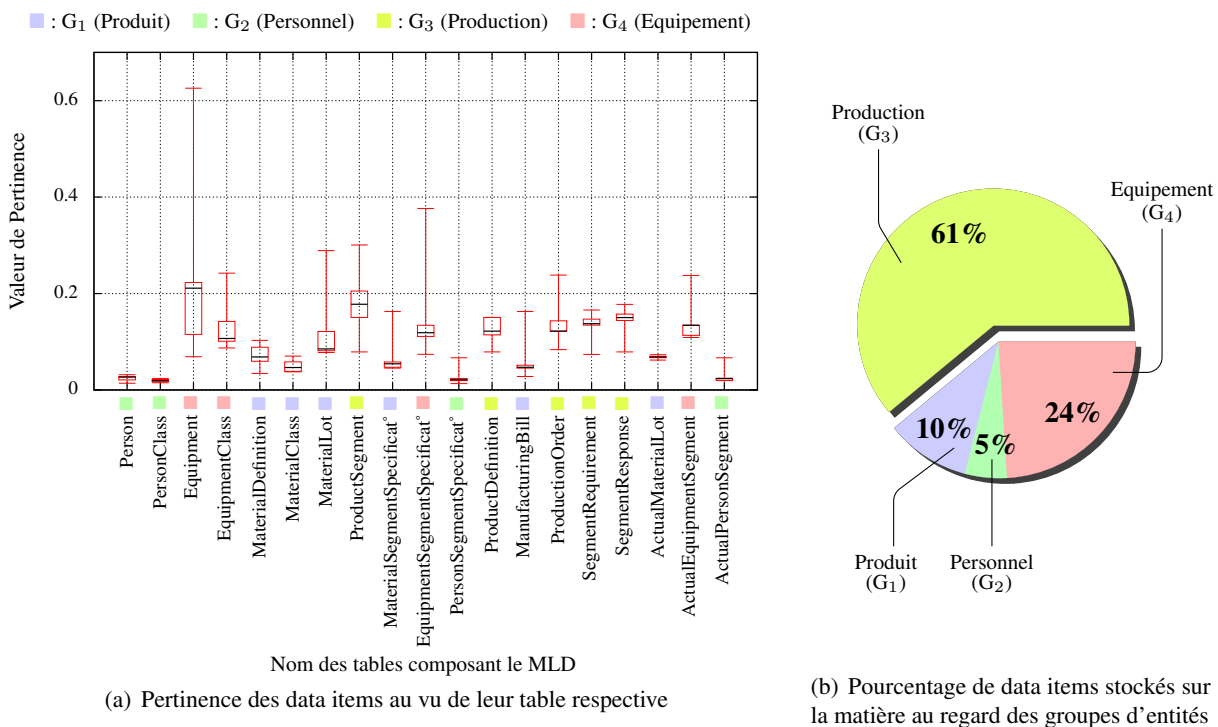 : G1 (Produit) : G2 (Personnel) : G3 (Production) : G4 (Equipement)
Valeur de Pertinence
0.6
0.4
0.2
0
Person
PersonClass
Equipment
EquipmentClass
MaterialDefinition
MaterialClass
MaterialLot
ProductSegment
MaterialSegmentSpecificat°
EquipmentSegmentSpecificat°
PersonSegmentSpecificat°
ProductDefinition
ManufacturingBill
ProductionOrder
SegmentRequirement
SegmentResponse
ActualMaterialLot
ActualEquipmentSegment
ActualPersonSegment
Nom des tables composant le MLD
(a) Pertinence des data items au vu de leur table respective
Production
(G3)
Equipement
(G4)
61%
24%
10%
5%
Produit
(G1)
Personnel
(G2)
(b) Pourcentage de data items stockés sur
la matière au regard des groupes d'entités